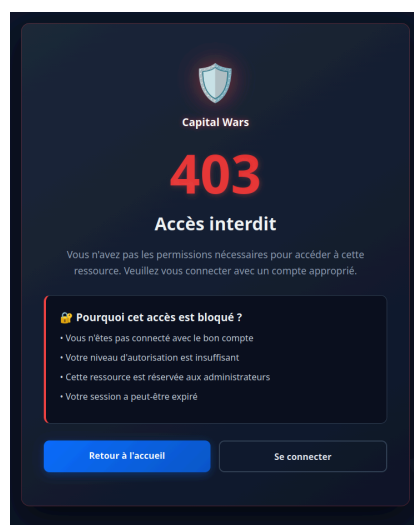 Capital Wars
403
Accès interdit
Vous n'avez pas les permissions nécessaires pour accéder à cette
ressource. Veuillez vous connecter avec un compte approprié.
🔐 Pourquoi cet accès est bloqué ?
• Vous n'êtes pas connecté avec le bon compte
• Votre niveau d'autorisation est insuffisant
• Cette ressource est réservée aux administrateurs
• Votre session a peut-être expiré
Retour à l'accueil
Se connecter